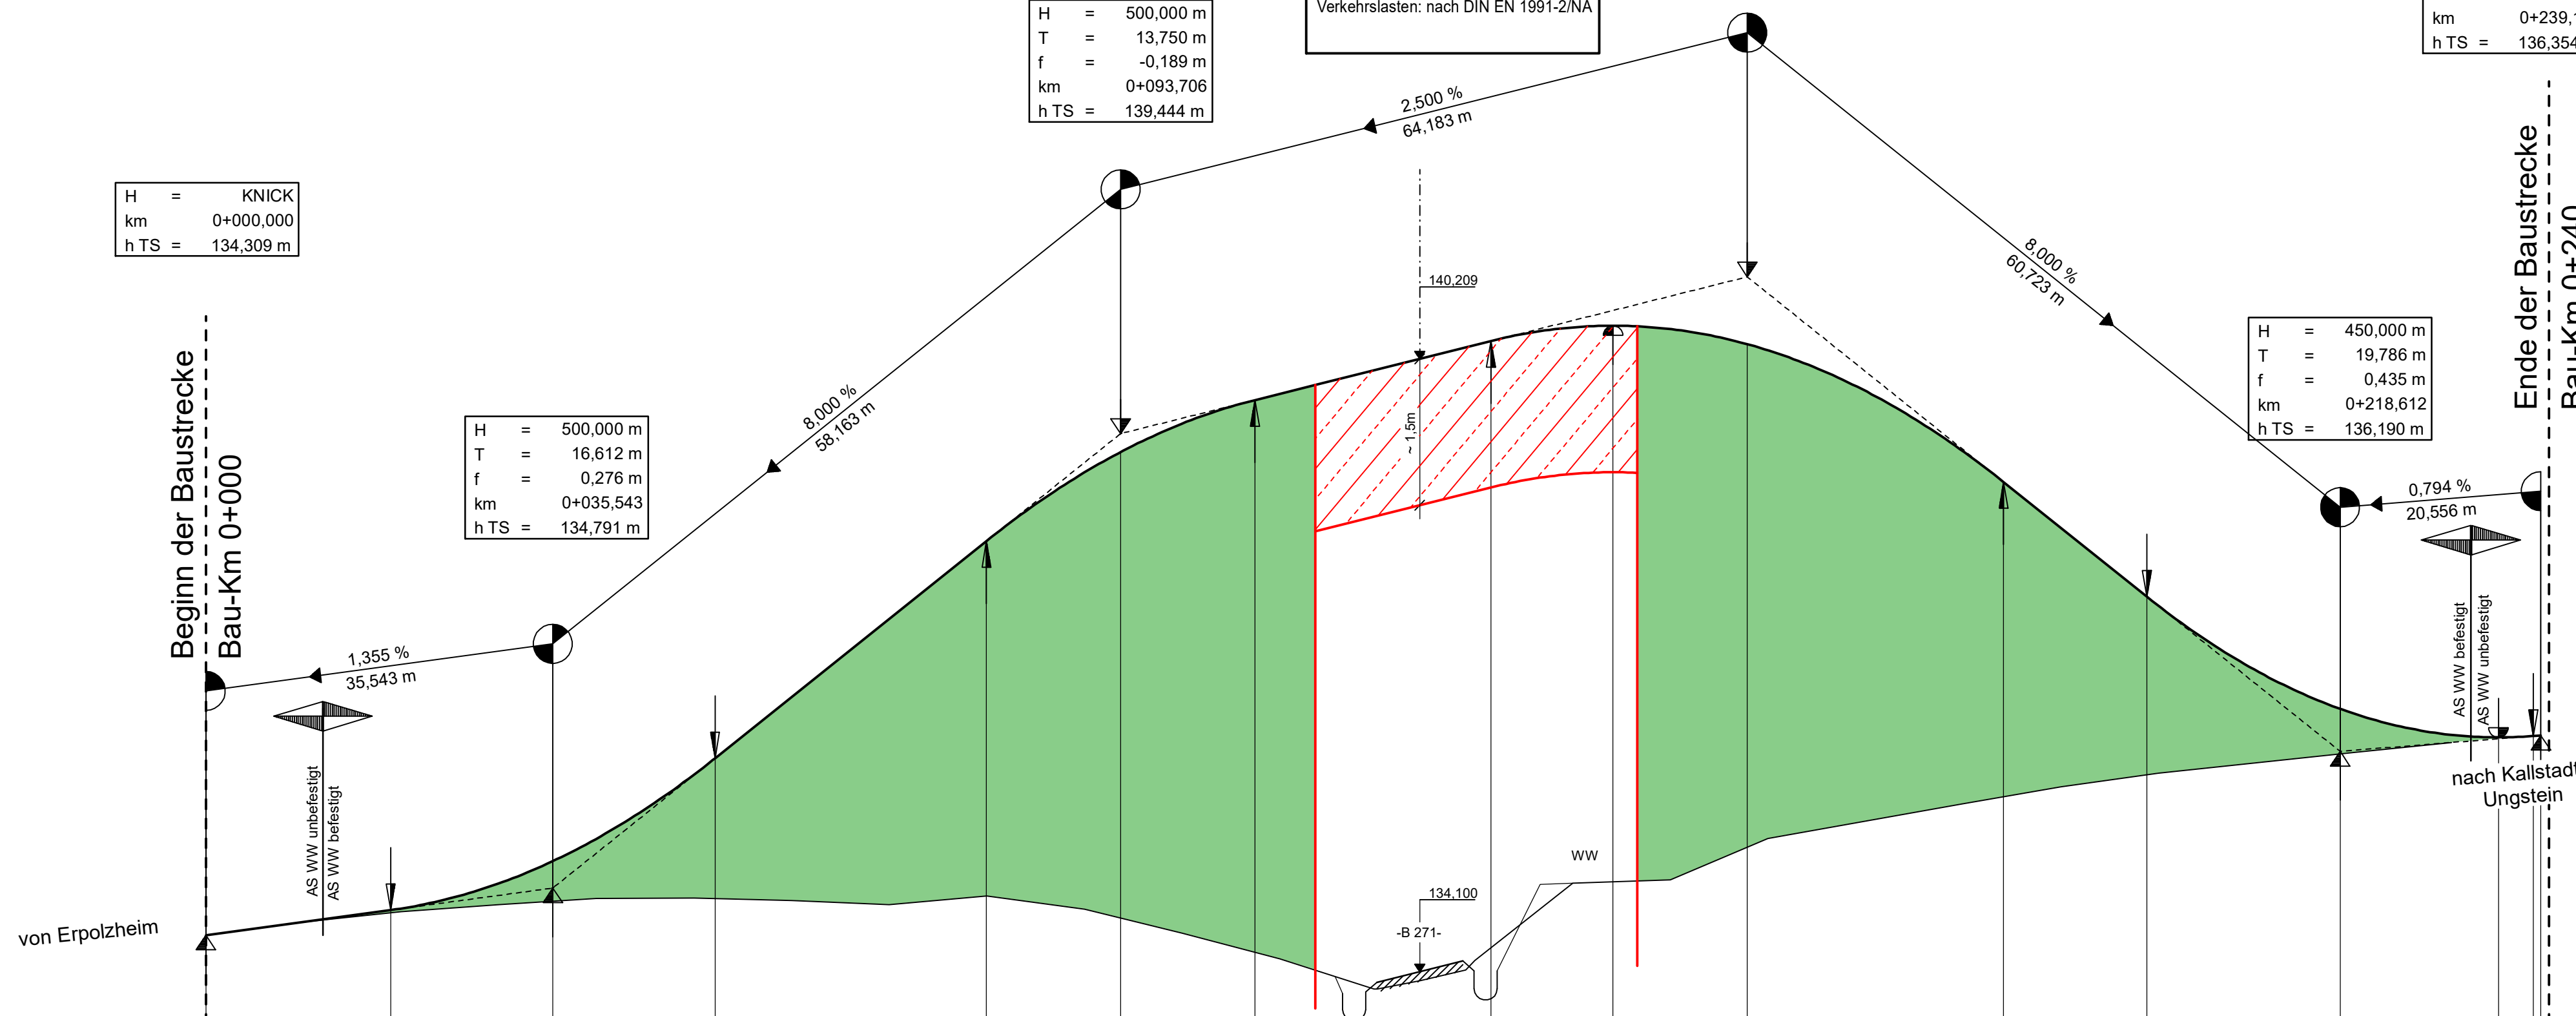 H = 500,000 m
T = 13,750 m
f = -0,189 m
km 0+093,706
h TS = 139,444 m
Verkehrslasten: nach DIN EN 1991-2/NA
km
h TS =
2,500 %
64,183 m
H = KNICK
km 0+000,000
h TS = 134,309 m
8,000 %
60,723 m
Ende der Baustrecke
Bau-Km 0+240
140,209
H = 450,000 m
T = 19,786 m
f = 0,435 m
km 0+218,612
h TS = 136,190 m
Beginn der Baustrecke
Bau-Km 0+000
8,000 %
58,163 m
~ 1,5m
H = 500,000 m
T = 16,612 m
f = 0,276 m
km 0+035,543
h TS = 134,791 m
0,794 %
20,556 m
1,355 %
35,543 m
AS WW befestigt
AS WW unbefestigt
AS WW unbefestigt
AS WW befestigt
nach Kallstadt
Ungstein
WW
134,100
-B 271-
von Erpolzheim